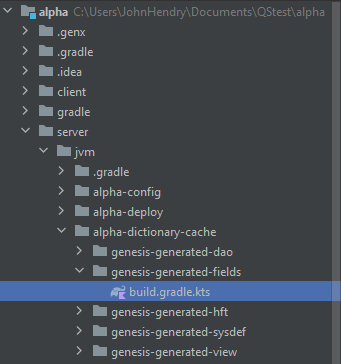 alpha C:\Users\JohnHendry\Documents\QStest\alpha
.genx
.gradle
.idea
client
gradle
server
jvm
.gradle
alpha-config
alpha-deploy
alpha-dictionary-cache
genesis-generated-dao
genesis-generated-fields
build.gradle.kts
genesis-generated-hft
genesis-generated-sysdef
genesis-generated-view